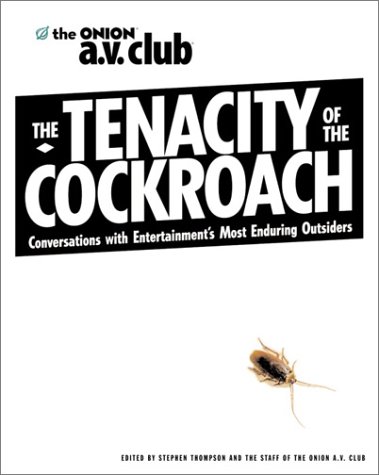 the ONION®
a.v. club®
THE TENACITY OF THE
COCKROACH
Conversations with Entertainment's Most Enduring Outsiders
EDITED BY STEPHEN THOMPSON AND THE STAFF OF THE ONION A.V. CLUB